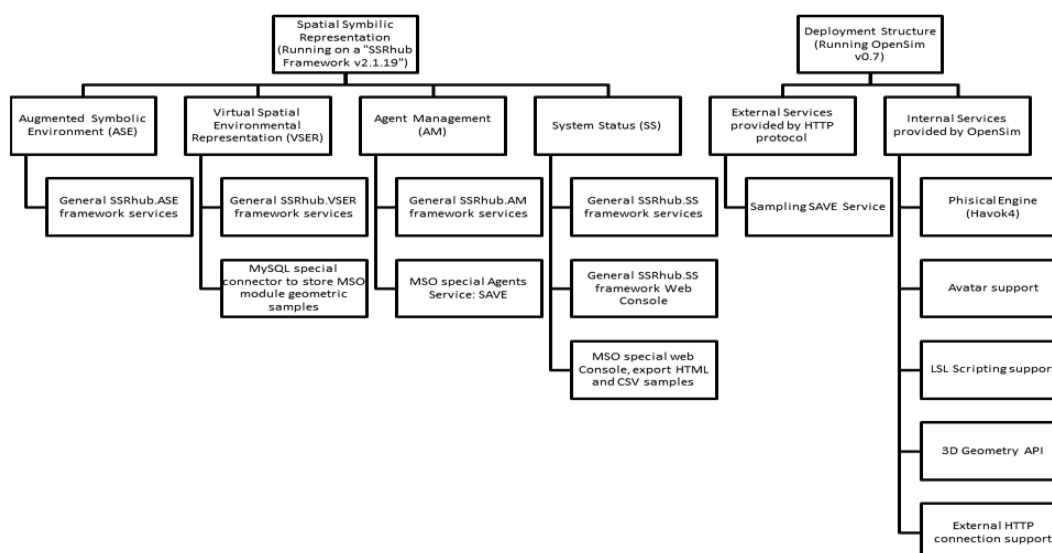 Spatial Symbilic
Representation
(Running on a "SSRhub
Framework v2.1.19")
Deployment Structure
(Running OpenSim
v0.7)
Augmented Symbolic
Environment (ASE)
Virtual Spatial
Environmental
Representation (VSER)
Agent Management
(AM)
System Status (SS)
External Services
provided by HTTP
protocol
Internal Services
provided by OpenSim
General SSRhub.ASE
framework services
General SSRhub.VSER
framework services
General SSRhub.AM
framework services
General SSRhub.SS
framework services
Sampling SAVE Service
Phisical Engine
(Havok4)
MySQL special
connector to store MSO
module geometric
samples
MSO special Agents
Service: SAVE
General SSRhub.SS
framework Web
Console
Avatar support
MSO special web
Console, export HTML
and CSV samples
LSL Scripting support
3D Geometry API
External HTTP
connection support